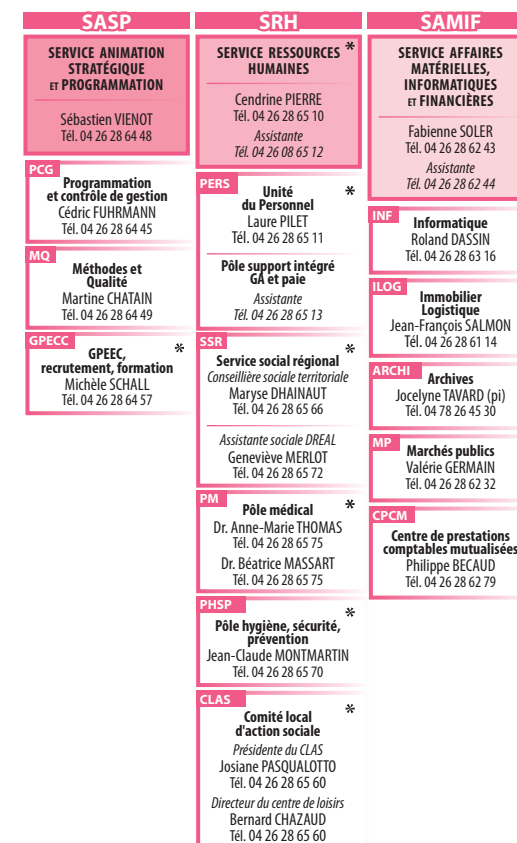 SASP
SERVICE ANIMATION
STRATÉGIQUE
ET PROGRAMMATION
Sébastien VIENOT
Tél. 04 26 28 64 48
PCG
Programmation
et contrôle de gestion
Cédric FUHRMANN
Tél. 04 26 28 64 45
MQ
Méthodes et
Qualité
Martine CHATAIN
Tél. 04 26 28 64 49
GPECC
*
GPEEC,
recrutement, formation
Michèle SCHALL
Tél. 04 26 28 64 57
SRH
SERVICE RESSOURCES *
HUMAINES
Cendrine PIERRE
Tél. 04 26 28 65 10
Assistante
Tél. 04 26 08 65 12
PERS
*
Unité
du Personnel
Laure PILET
Tél. 04 26 28 65 11
Pôle support intégré
GA et paie
Assistante
Tél. 04 26 28 65 13
SSR
*
Service social régional
Conseillière sociale territoriale
Maryse DHAINAUT
Tél. 04 26 28 65 66
Assistante sociale DREAL
Geneviève MERLOT
Tél. 04 26 28 65 72
PM
*
Pôle médical
Dr. Anne-Marie THOMAS
Tél. 04 26 28 65 75
Dr. Béatrice MASSART
Tél. 04 26 28 65 75
PHSP
*
Pôle hygiène, sécurité,
prévention
Jean-Claude MONTMARTIN
Tél. 04 26 28 65 70
CLAS
*
Comité local
d'action sociale
Présidente du CLAS
Josiane PASQUALOTTO
Tél. 04 26 28 65 60
Directeur du centre de loisirs
Bernard CHAZAUD
Tél. 04 26 28 65 60
SAMIF
SERVICE AFFAIRES
MATÉRIELLES,
INFORMATIQUES
ET FINANCIÈRES
Fabienne SOLER
Tél. 04 26 28 62 43
Assistante
Tél. 04 26 28 62 44
INF
Informatique
Roland DASSIN
Tél. 04 26 28 63 16
ILOG
Immobilier
Logistique
Jean-François SALMON
Tél. 04 26 28 61 14
ARCHI
Archives
Jocelyne TAVARD (pi)
Tél. 04 78 26 45 30
MP
Marchés publics
Valérie GERMAIN
Tél. 04 26 28 62 32
CPCM
Centre de prestations
comptables mutualisées
Philippe BECAUD
Tél. 04 26 28 62 79